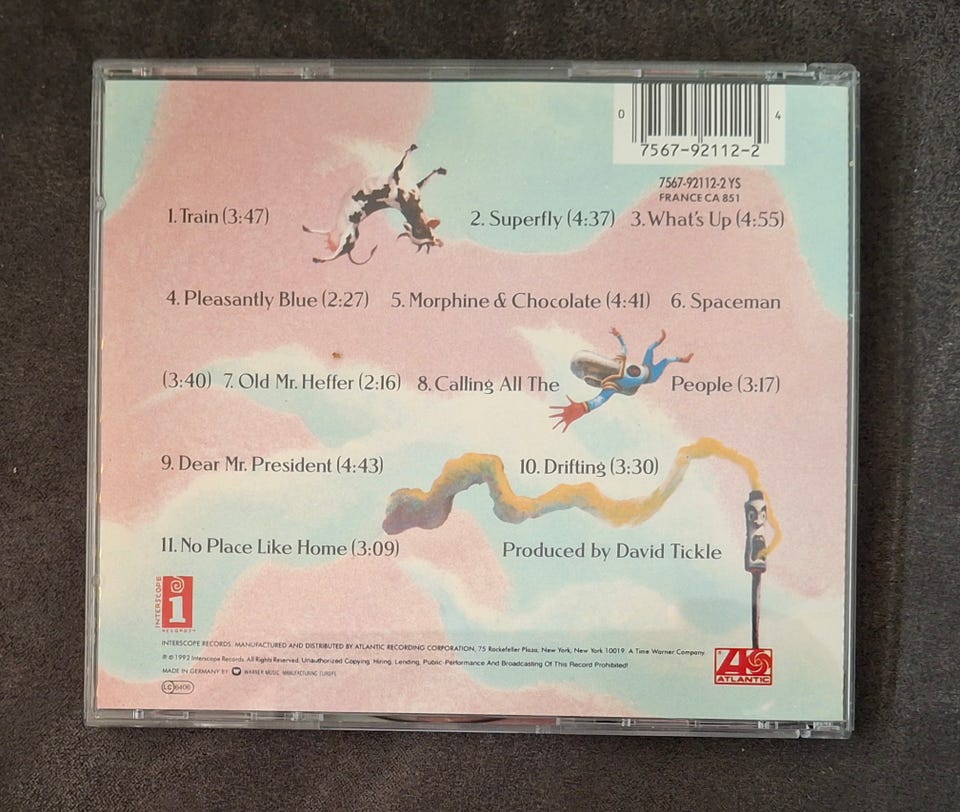 0 4
7567-92112-2
7567-92112-2 YS
FRANCE CA 851
1. Train (3:47) 2. Superfly (4:37) 3. What's Up (4:55)
4. Pleasantly Blue (2:27) 5. Morphine & Chocolate (4:41) 6. Spaceman
(3:40) 7. Old Mr. Heffer (2:16) 8. Calling All The People (3:17)
9. Dear Mr. President (4:43) 10. Drifting (3:30)
11. No Place Like Home (3:09) Produced by David Tickle
INTERSCOPE
i
RECORDS
INTERSCOPE RECORDS. MANUFACTURED AND DISTRIBUTED BY ATLANTIC RECORDING CORPORATION, 75 Rockefeller Plaza, New York, New York 10019. A Time Warner Company.
℗ © 1992 Interscope Records. All Rights Reserved. Unauthorized Copying, Hiring, Lending, Public Performance And Broadcasting Of This Record Prohibited!
MADE IN GERMANY BY WARNER MUSIC MANUFACTURING EUROPE
LC 6406
A
ATLANTIC